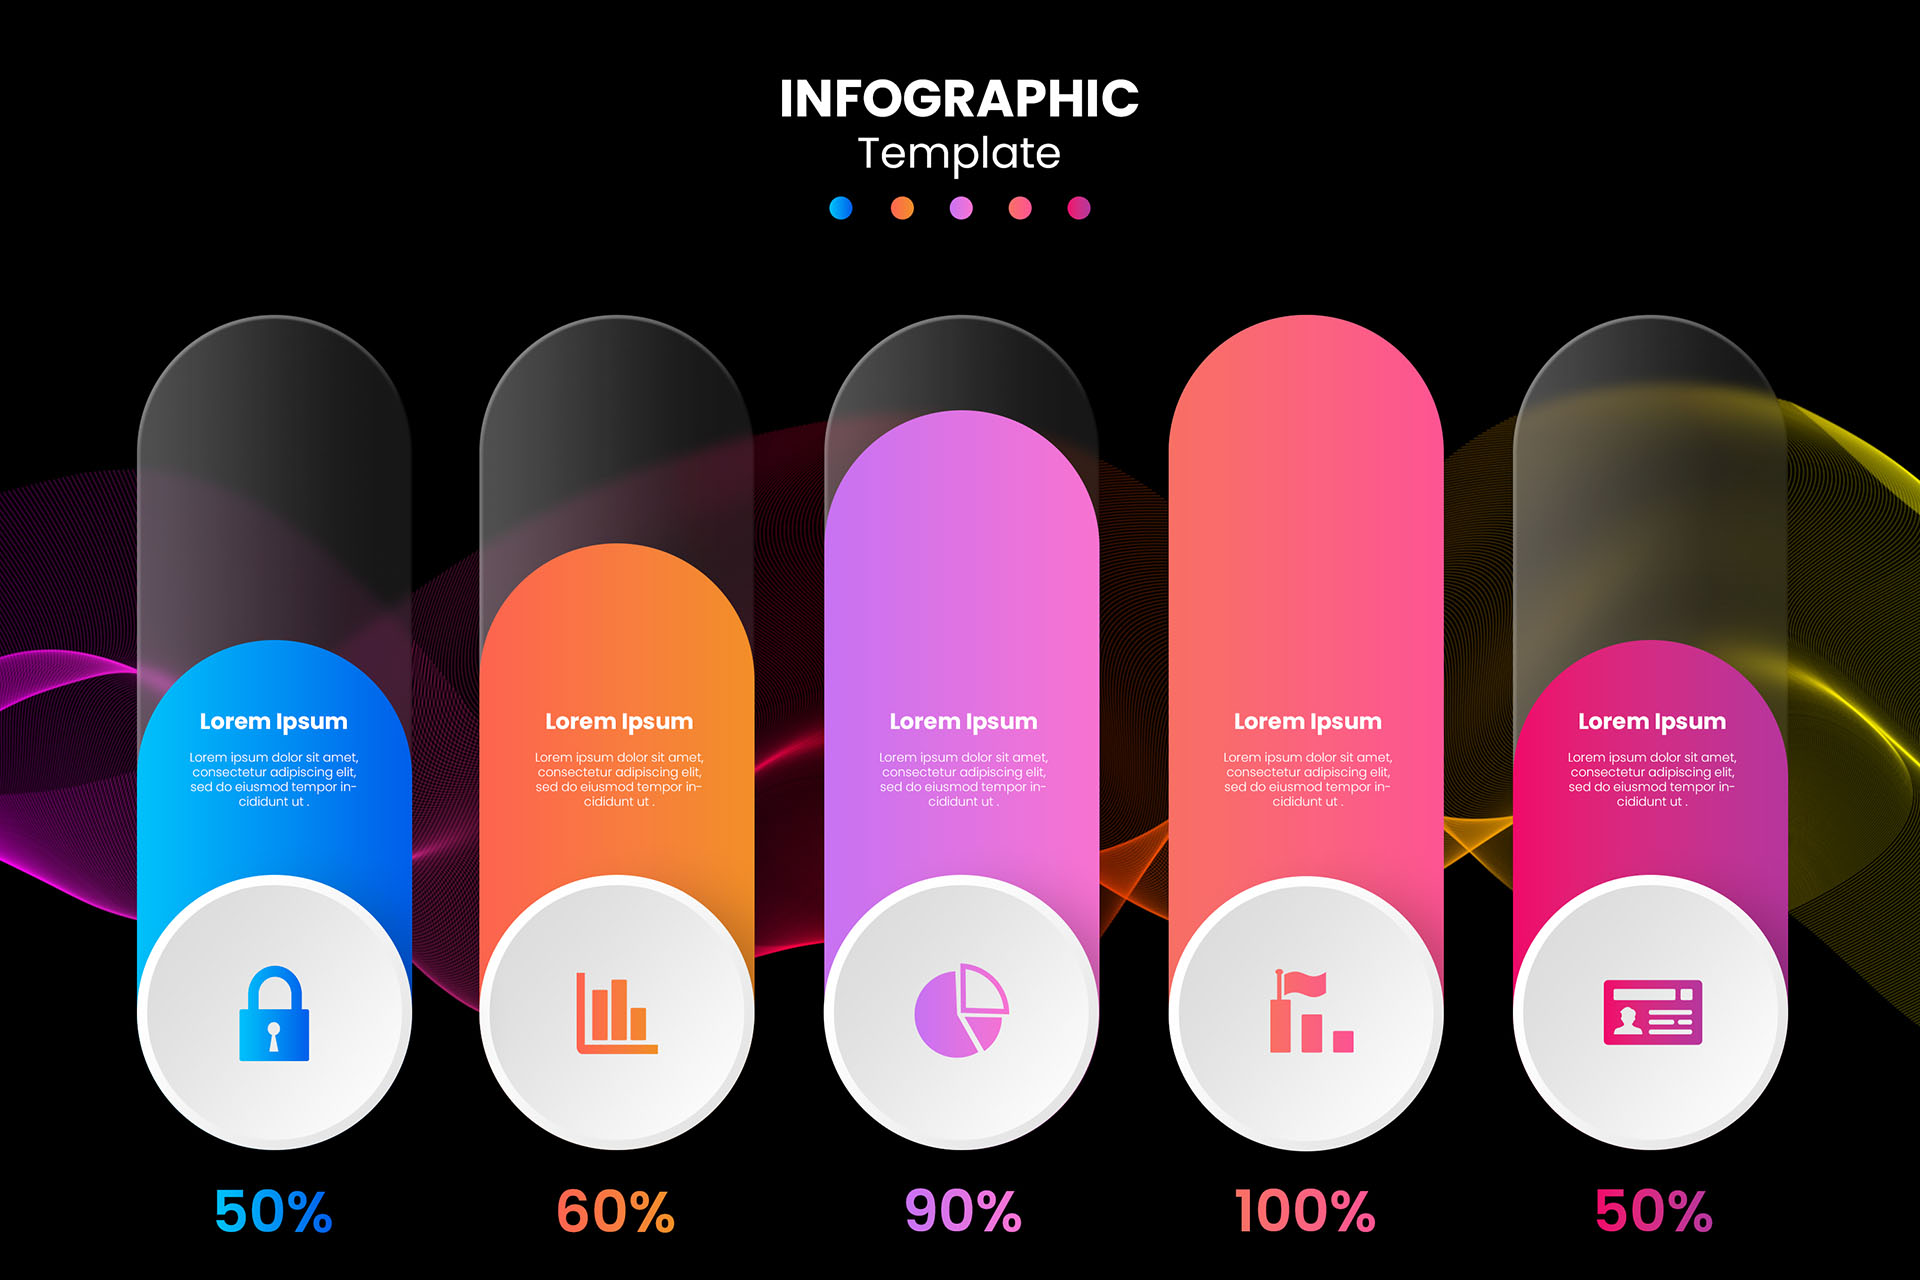 INFOGRAPHIC
Template
Lorem Ipsum
Lorem ipsum dolor sit amet,
consectetur adipiscing elit,
sed do eiusmod tempor in-
cididunt ut .
Lorem Ipsum
Lorem ipsum dolor sit amet,
consectetur adipiscing elit,
sed do eiusmod tempor in-
cididunt ut .
Lorem Ipsum
Lorem ipsum dolor sit amet,
consectetur adipiscing elit,
sed do eiusmod tempor in-
cididunt ut .
Lorem Ipsum
Lorem ipsum dolor sit amet,
consectetur adipiscing elit,
sed do eiusmod tempor in-
cididunt ut .
Lorem Ipsum
Lorem ipsum dolor sit amet,
consectetur adipiscing elit,
sed do eiusmod tempor in-
cididunt ut .
50%
60%
90%
100%
50%